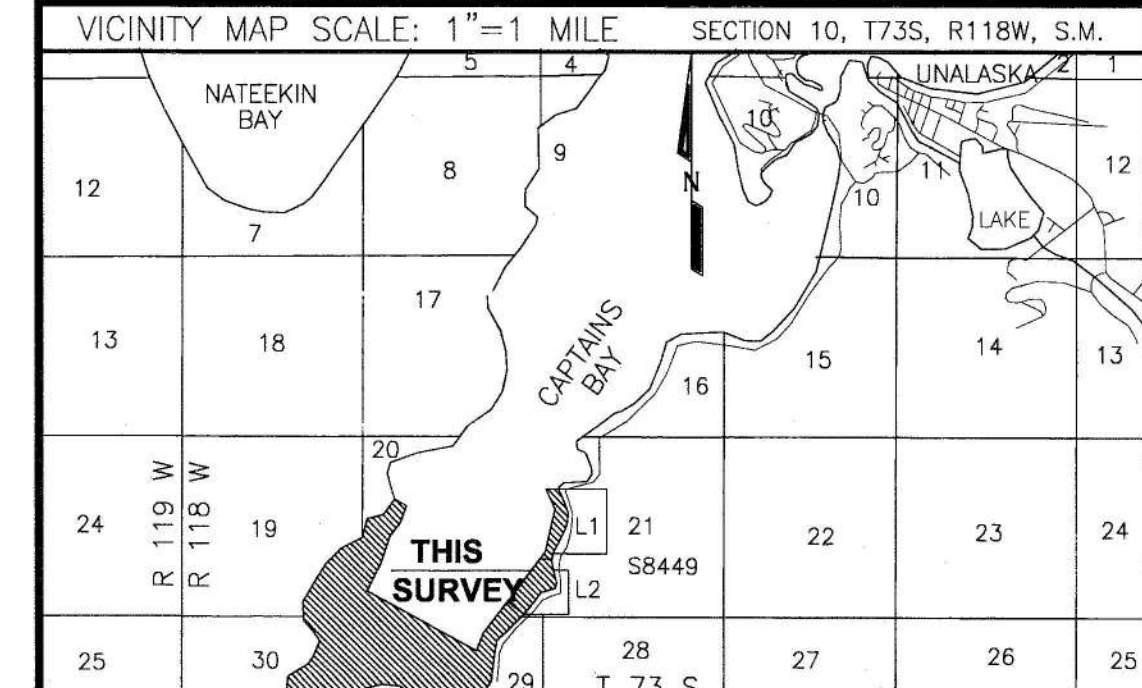 VICINITY MAP SCALE: 1"=1 MILE
SECTION 10, T73S, R118W, S.M.
5
4
2
1
UNALASKA
NATEEKIN
BAY
10
9
8
12
7
N
10
11
12
LAKE
17
13
18
CAPTAINS
BAY
16
15
14
13
20
R 119 W
R 118 W
24
19
THIS
SURVEY
L1
21
S8449
L2
22
23
24
25
30
29
28
T 73 S
27
26
25